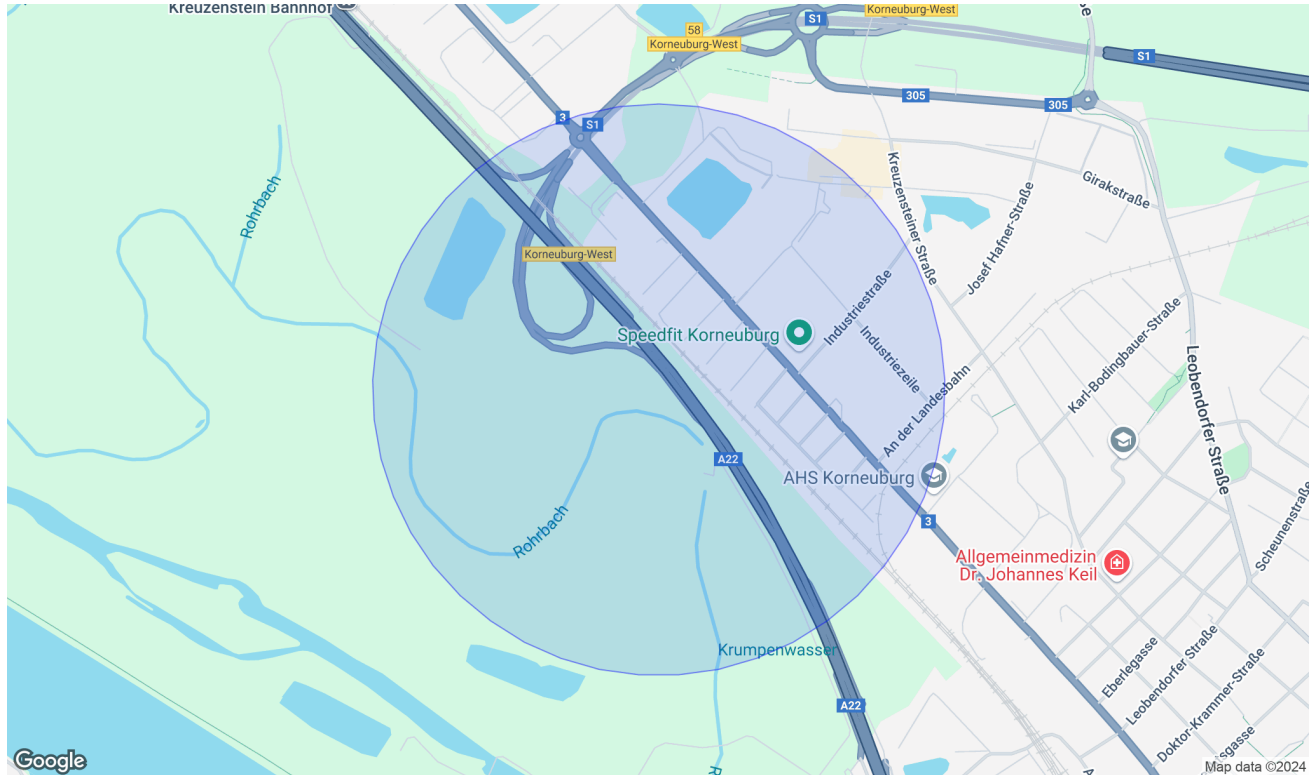 Kreuzenstein Bahnhof
58
Korneuburg-West
S1
Korneuburg-West
S1
305
305
3
S1
Rohrbach
Kreuzensteiner Straße
Girakstraße
Josef Hafner-Straße
Korneuburg-West
Speedfit Korneuburg
Industriestraße
Industriezeile
An der Landesbahn
Karl-Bodingbauer-Straße
Leobendorfer Straße
A22
AHS Korneuburg
3
Rohrbach
Allgemeinmedizin
Dr. Johannes Keil
Scheunenstraße
Krumpenwasser
Eberlegasse
Leobendorfer Straße
Doktor-Krammer-Straße
A22
Google
Map data ©2024